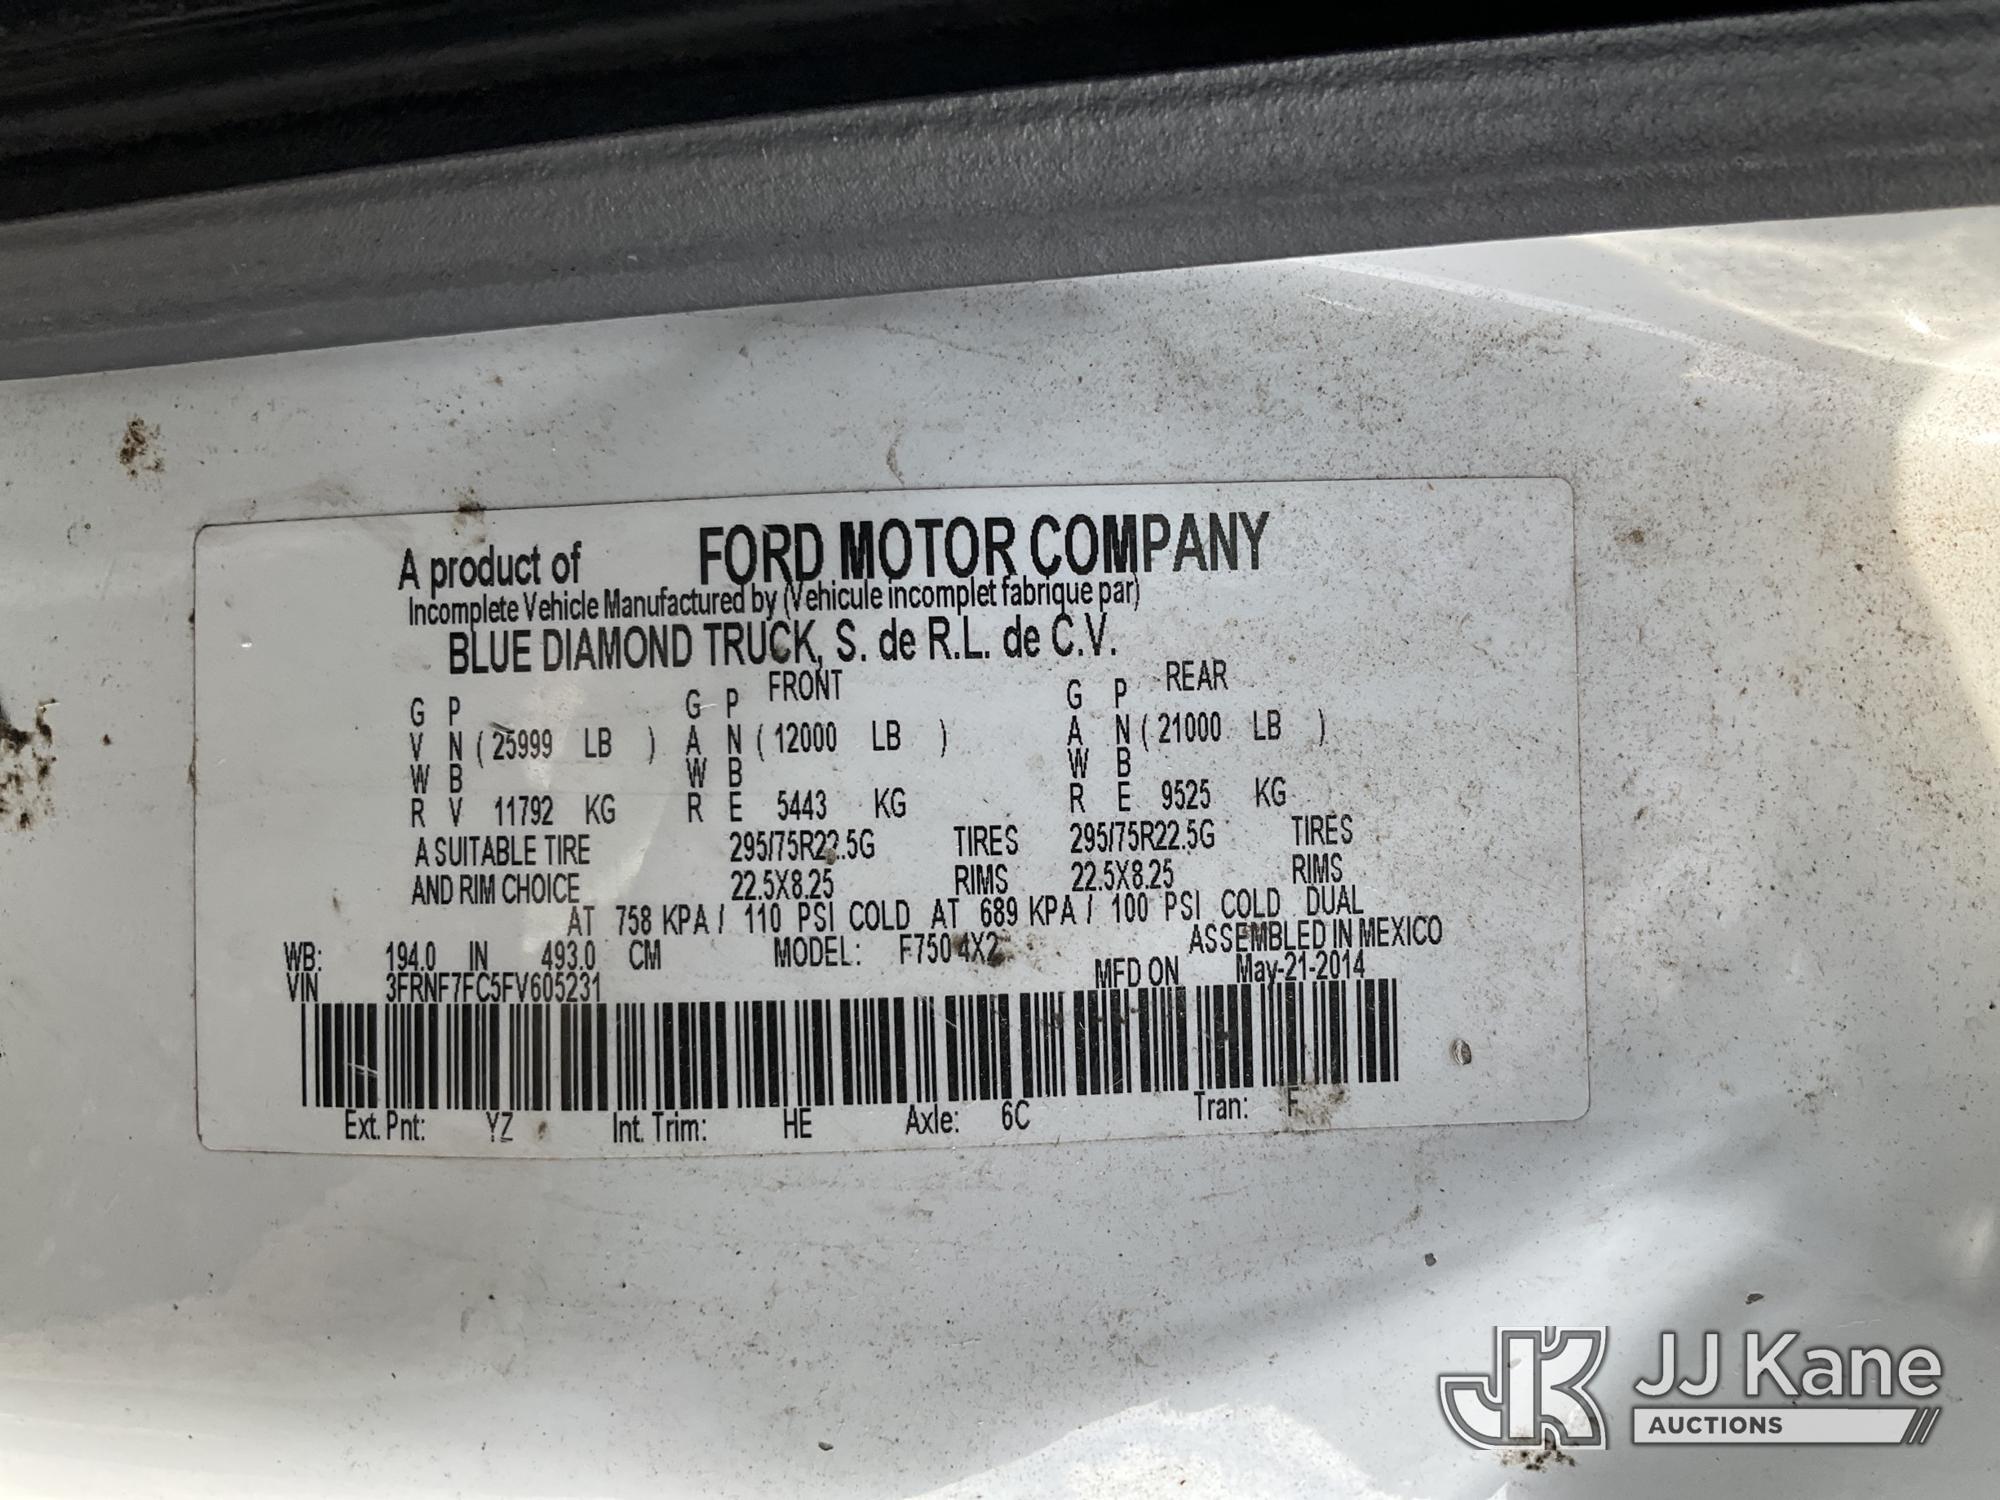 A product of FORD MOTOR COMPANY
Incomplete Vehicle Manufactured by (Vehicule incomplet fabrique par)
BLUE DIAMOND TRUCK, S. de R.L. de C.V.
FRONT REAR
G P G P G P
V N ( 25999 LB ) A N ( 12000 LB ) A N ( 21000 LB )
W B W B W B
R V 11792 KG R E 5443 KG R E 9525 KG
A SUITABLE TIRE 295/75R22.5G TIRES 295/75R22.5G TIRES
AND RIM CHOICE 22.5X8.25 RIMS 22.5X8.25 RIMS
AT 758 KPA / 110 PSI COLD AT 689 KPA / 100 PSI COLD DUAL
WB: 194.0 IN 493.0 CM MODEL: F750 4X2 ASSEMBLED IN MEXICO
VIN 3FRNF7FC5FV605231 MFD ON May-21-2014
Ext. Pnt: YZ Int. Trim: HE Axle: 6C Tran: F
JK JJ Kane
AUCTIONS